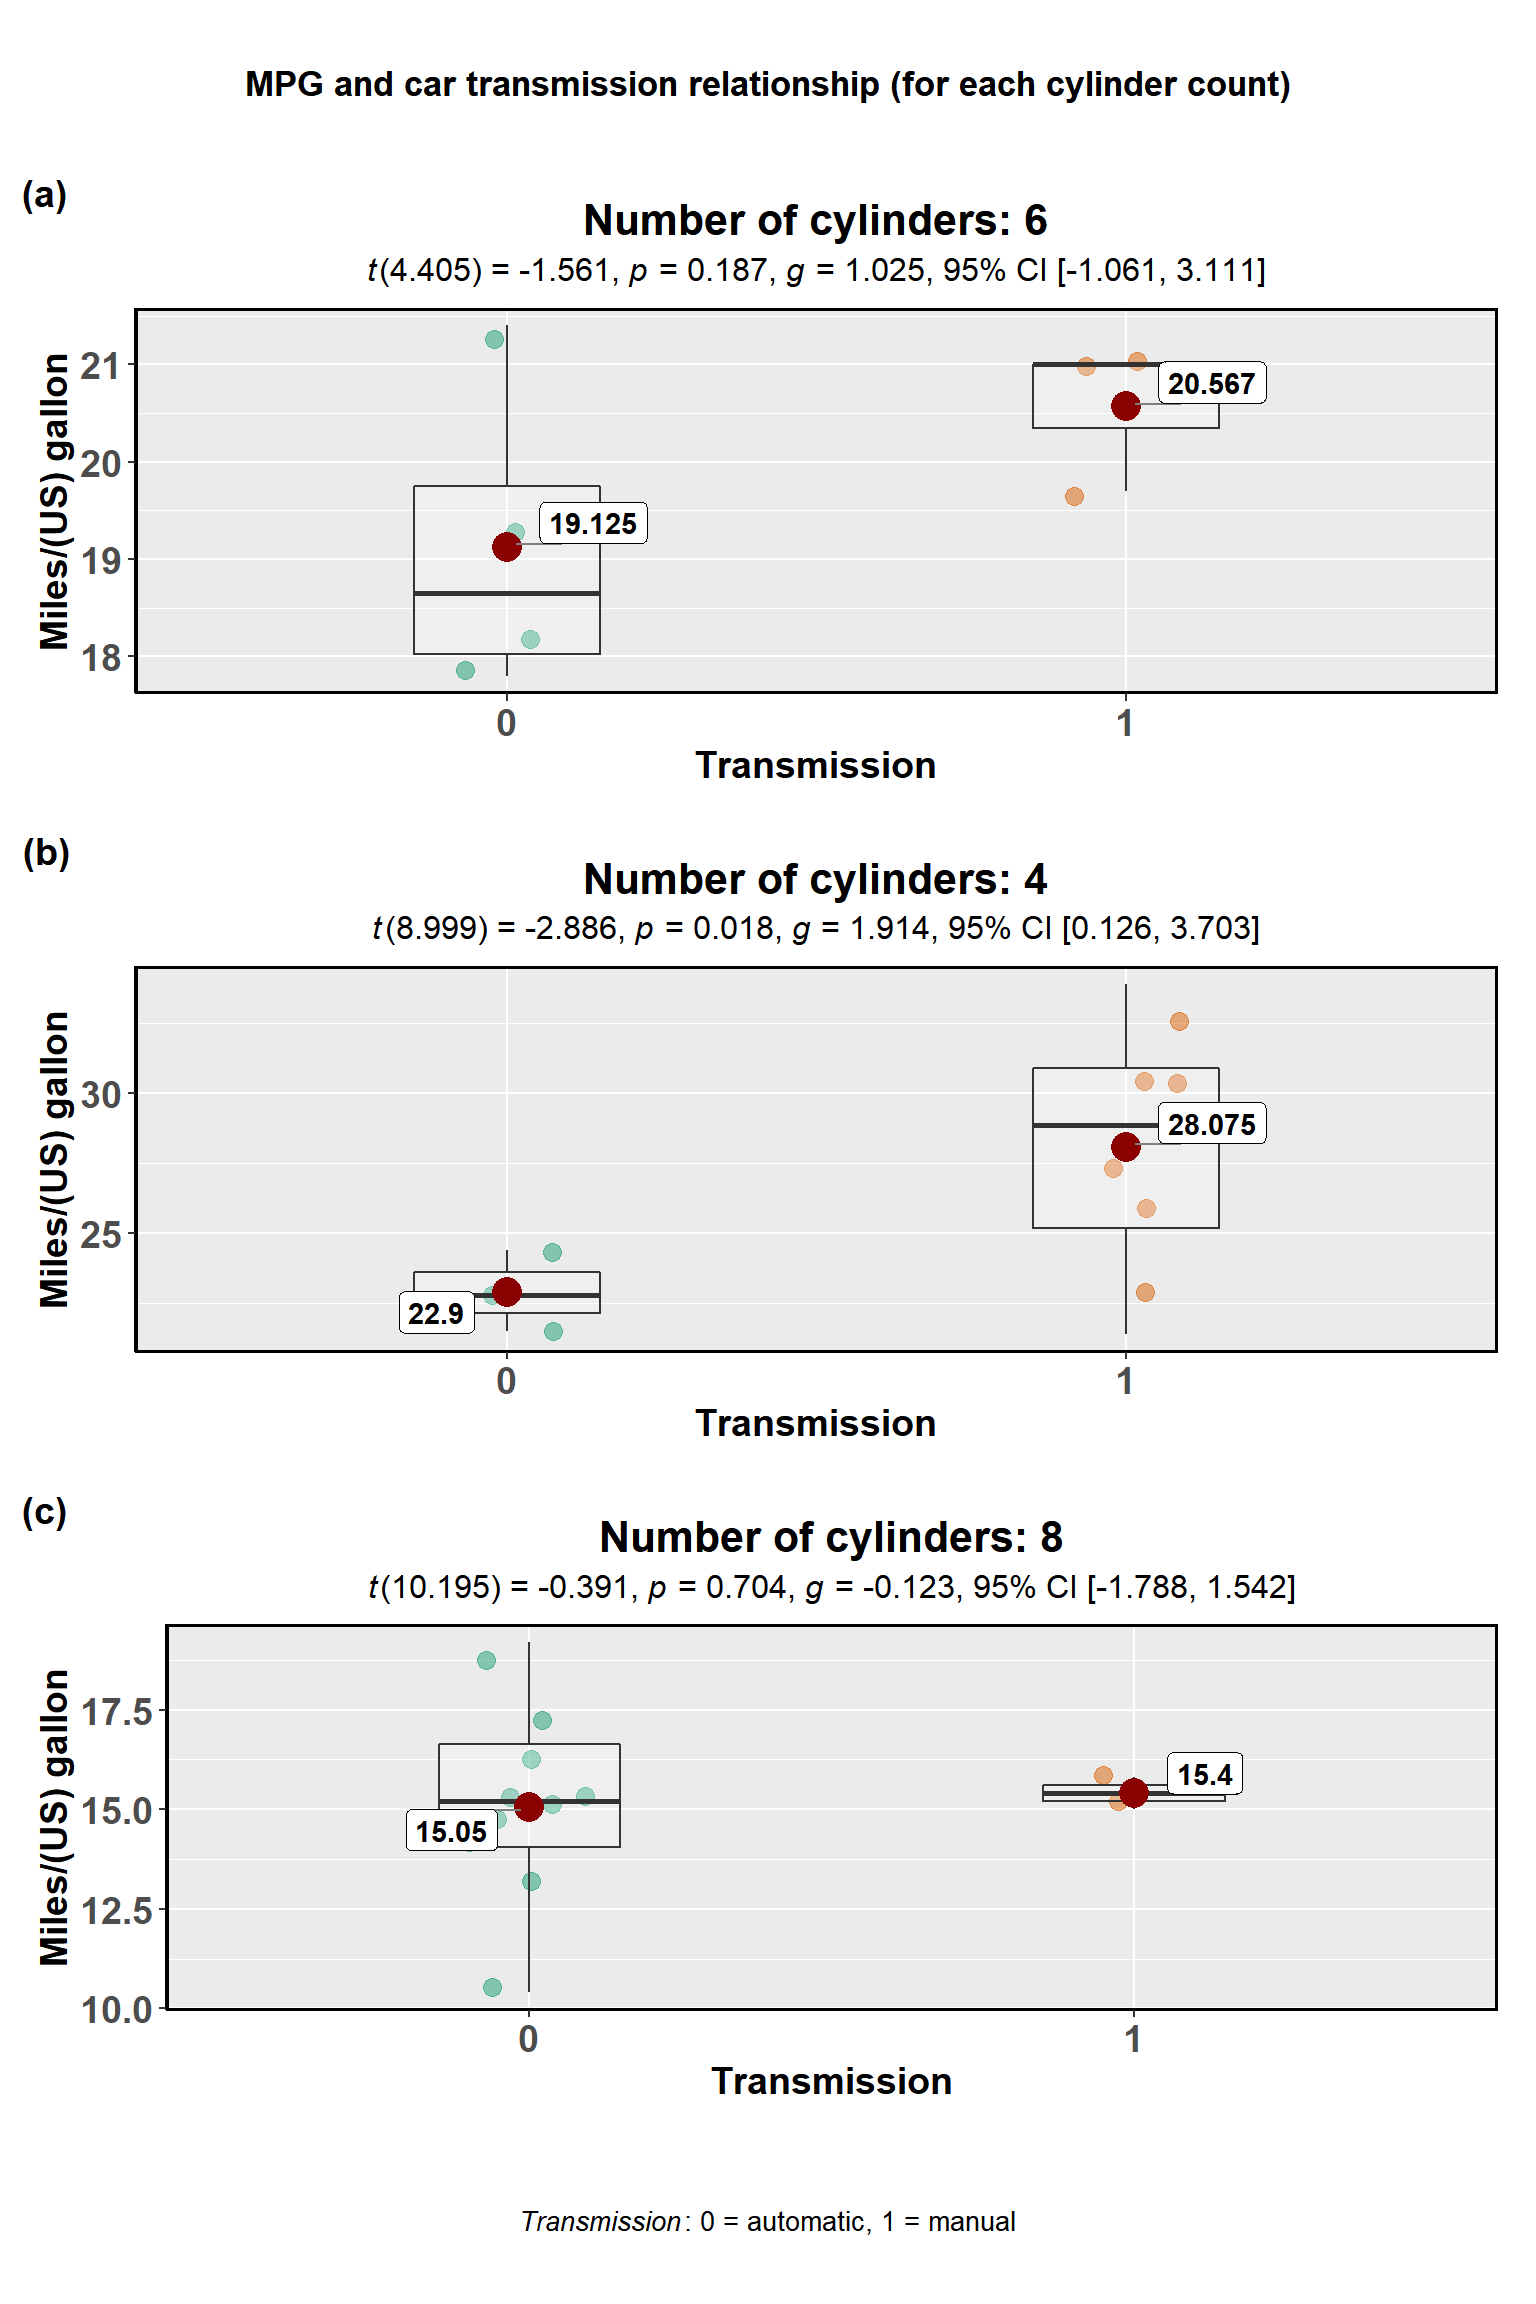 MPG and car transmission relationship (for each cylinder count)
(a)
Number of cylinders: 6
t(4.405) = -1.561, p = 0.187, g = 1.025, 95% CI [-1.061, 3.111]
Miles/(US) gallon
21
20
19
18
19.125
20.567
0
1
Transmission
(b)
Number of cylinders: 4
t(8.999) = -2.886, p = 0.018, g = 1.914, 95% CI [0.126, 3.703]
Miles/(US) gallon
30
25
22.9
28.075
0
1
Transmission
(c)
Number of cylinders: 8
t(10.195) = -0.391, p = 0.704, g = -0.123, 95% CI [-1.788, 1.542]
Miles/(US) gallon
17.5
15.0
12.5
10.0
15.05
15.4
0
1
Transmission
Transmission: 0 = automatic, 1 = manual